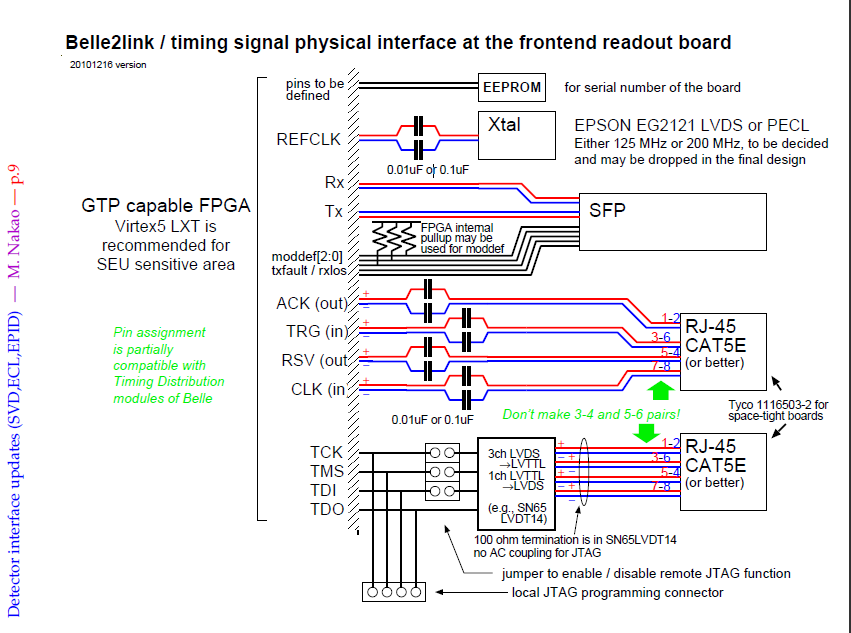 Belle2link / timing signal physical interface at the frontend readout board
20101216 version
pins to be
defined
EEPROM
for serial number of the board
REFCLK
Xtal
EPSON EG2121 LVDS or PECL
Either 125 MHz or 200 MHz, to be decided
and may be dropped in the final design
0.01uF or 0.1uF
Rx
Tx
SFP
GTP capable FPGA
Virtex5 LXT is
recommended for
SEU sensitive area
FPGA internal
pullup may be
used for moddef
moddef[2:0]
txfault / rxlos
ACK (out)
+
−
TRG (in)
+
−
RSV (out
+
−
CLK (in
+
−
1-2
3-6
5-4
7-8
RJ-45
CAT5E
(or better)
Pin assignment
is partially
compatible with
Timing Distribution
modules of Belle
0.01uF or 0.1uF
Don't make 3-4 and 5-6 pairs!
Tyco 1116503-2 for
space-tight boards
TCK
TMS
TDI
TDO
3ch LVDS
→LVTTL
1ch LVTTL
→LVDS
(e.g., SN65
LVDT14)
+
− +
+ −
− +
−
1-2
3-6
5-4
7-8
RJ-45
CAT5E
(or better)
100 ohm termination is in SN65LVDT14
no AC coupling for JTAG
jumper to enable / disable remote JTAG function
local JTAG programming connector
Detector interface updates (SVD,ECL,EPID) — M. Nakao — p.9